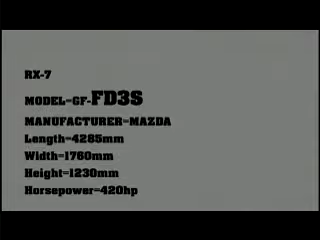 RX-7
MODEL=GF-FD3S
MANUFACTURER=MAZDA
Length=4285mm
Width=1760mm
Height=1230mm
Horsepower=420hp